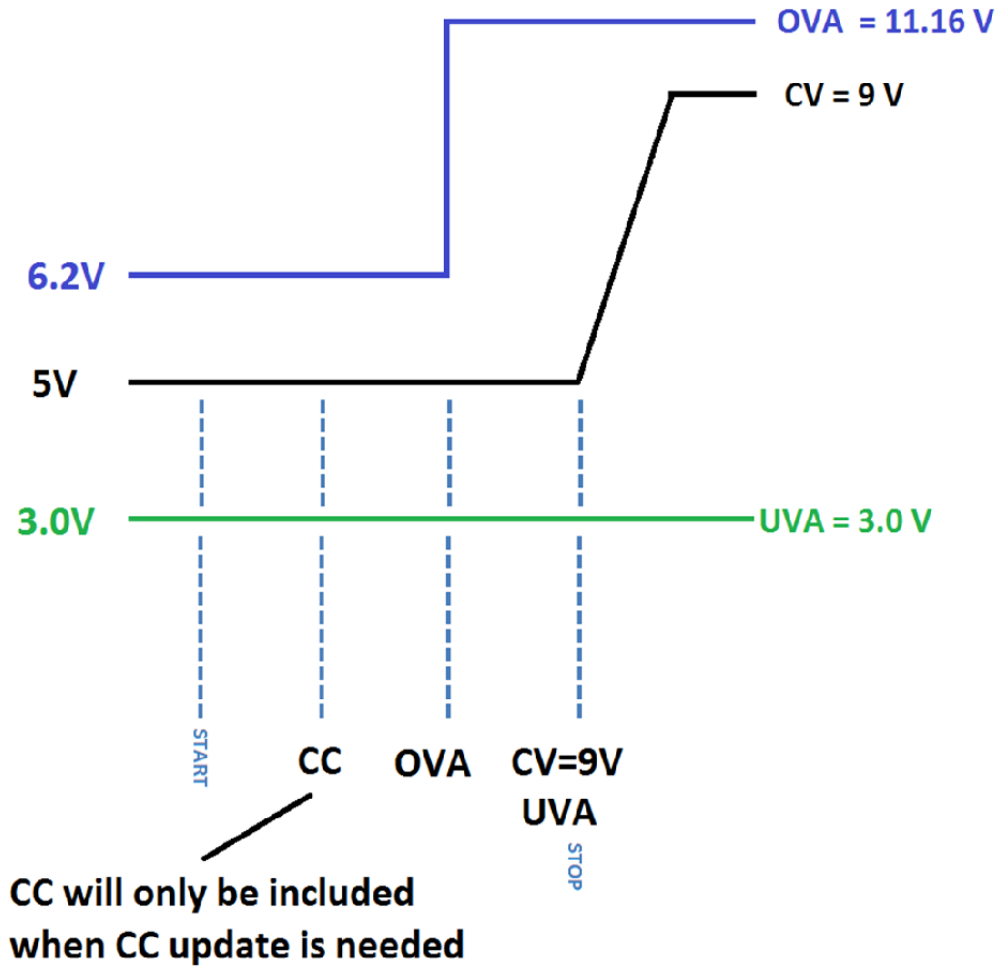 OVA = 11.16 V
CV = 9 V
6.2V
5V
3.0V
UVA = 3.0 V
START
CC
OVA
CV=9V
UVA
STOP
CC will only be included
when CC update is needed